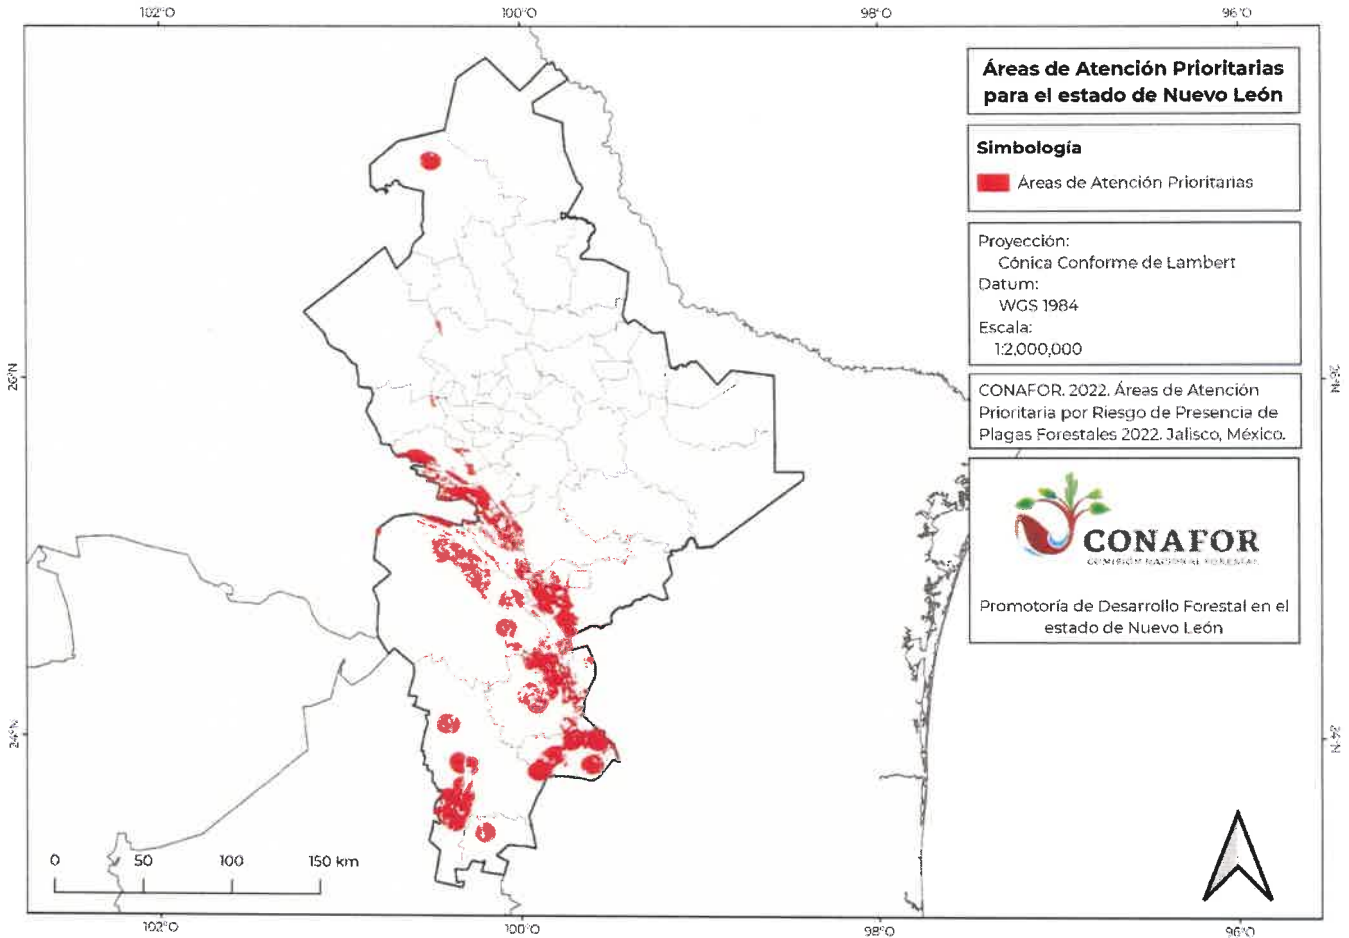 102°O
100°O
98°O
96°O
Áreas de Atención Prioritarias
para el estado de Nuevo León
Simbología
Áreas de Atención Prioritarias
Proyección:
Cónica Conforme de Lambert
Datum:
WGS 1984
Escala:
1:2,000,000
26°N
26°N
CONAFOR. 2022. Áreas de Atención
Prioritaria por Riesgo de Presencia de
Plagas Forestales 2022. Jalisco, México.
CONAFOR
COMISIÓN NACIONAL FORESTAL
Promotoría de Desarrollo Forestal en el
estado de Nuevo León
24°N
24°N
0 50 100 150 km
102°O
100°O
98°O
96°O